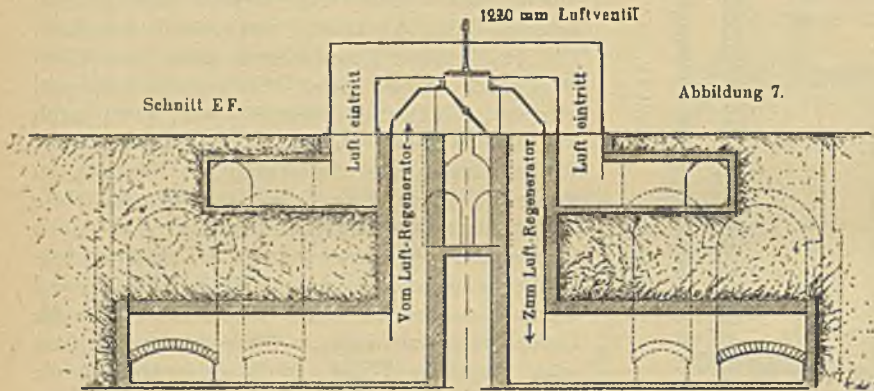 1220 mm Luftventil
Schnitt EF.
Abbildung 7.
Luft eintritt
Luft eintritt
Vom Luft-Regenerator
Zum Luft-Regenerator